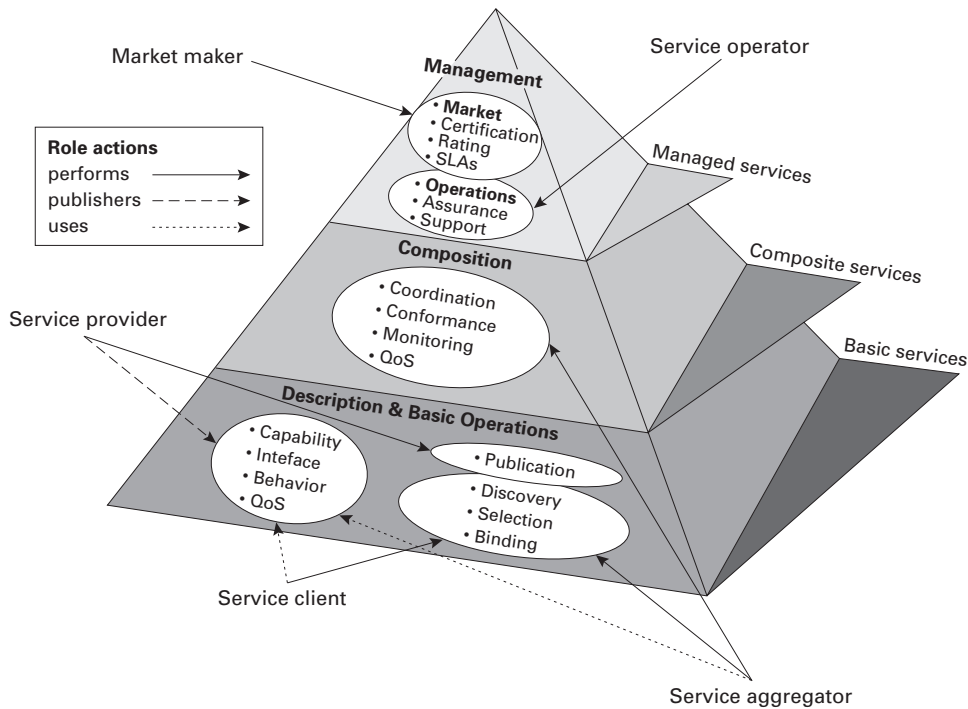 Market maker
Service operator
Management
• Market
• Certification
• Rating
• SLAs
• Operations
• Assurance
• Support
Managed services
Role actions
performs
publishers
uses
Composition
• Coordination
• Conformance
• Monitoring
• QoS
Composite services
Service provider
Basic services
Description & Basic Operations
• Capability
• Inteface
• Behavior
• QoS
• Publication
• Discovery
• Selection
• Binding
Service client
Service aggregator